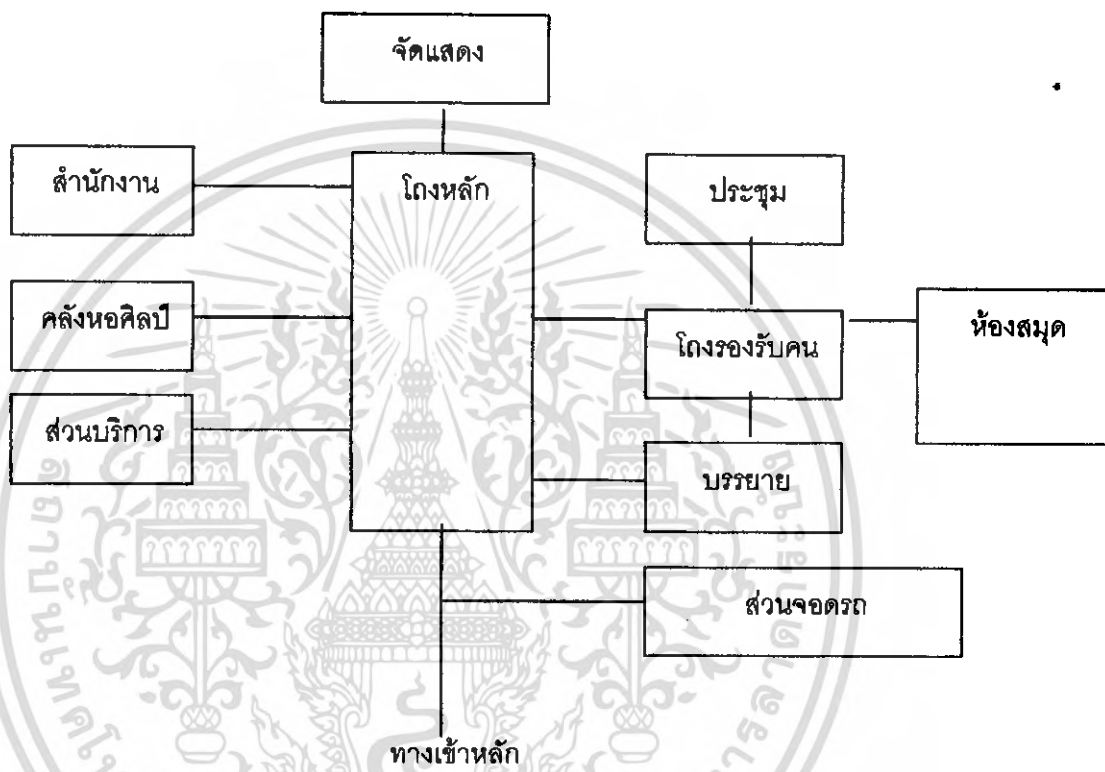 จัดแสดง
สำนักงาน
โถงหลัก
ประชุม
คลังหอศิลป์
โถงรองรับคน
ห้องสมุด
ส่วนบริการ
บรรยาย
ส่วนจอดรถ
ทางเข้าหลัก